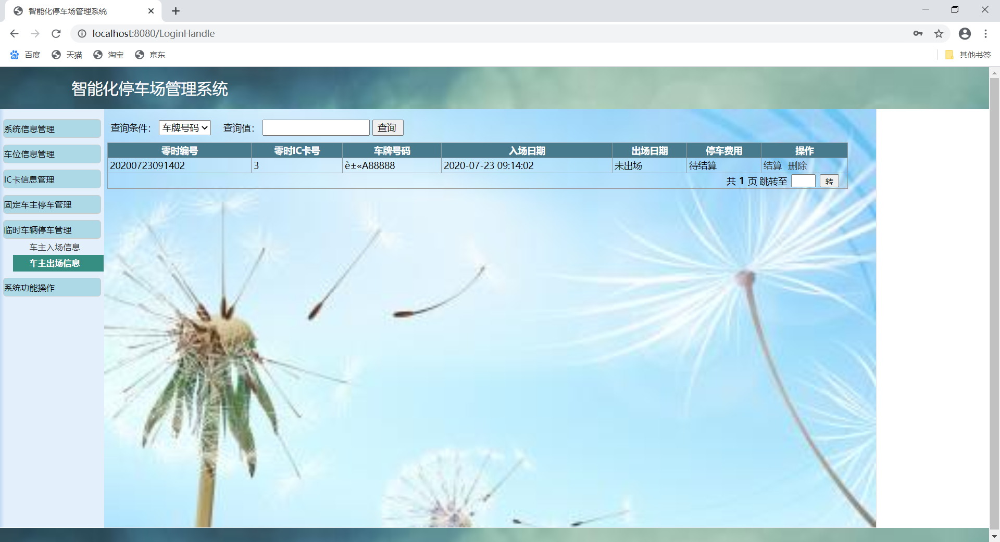 智能化停车场管理系统
localhost:8080/LoginHandle
百度 天猫 淘宝 京东 其他书签
智能化停车场管理系统
系统信息管理
车位信息管理
IC卡信息管理
固定车主停车管理
临时车辆停车管理
车主入场信息
车主出场信息
系统功能操作
查询条件： 车牌号码 查询值： 查询
零时编号 零时IC卡号 车牌号码 入场日期 出场日期 停车费用 操作
20200723091402 3 è±«A88888 2020-07-23 09:14:02 未出场 待结算 结算 删除
共 1 页 跳转至 转